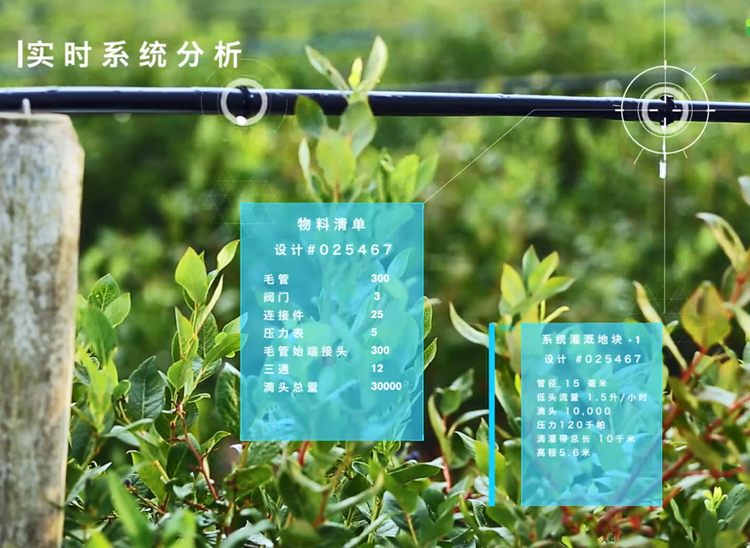 实时系统分析
物料清单
设计#025467
毛管 300
阀门 3
连接件 25
压力表 5
毛管始端接头 300
三通 12
滴头总量 30000
系统灌溉地块 - 1
设计 #025467
管径 15 毫米
低头流量 1.5升/小时
滴头 10,000
压力120千帕
滴灌带总长 10千米
高程5.6米